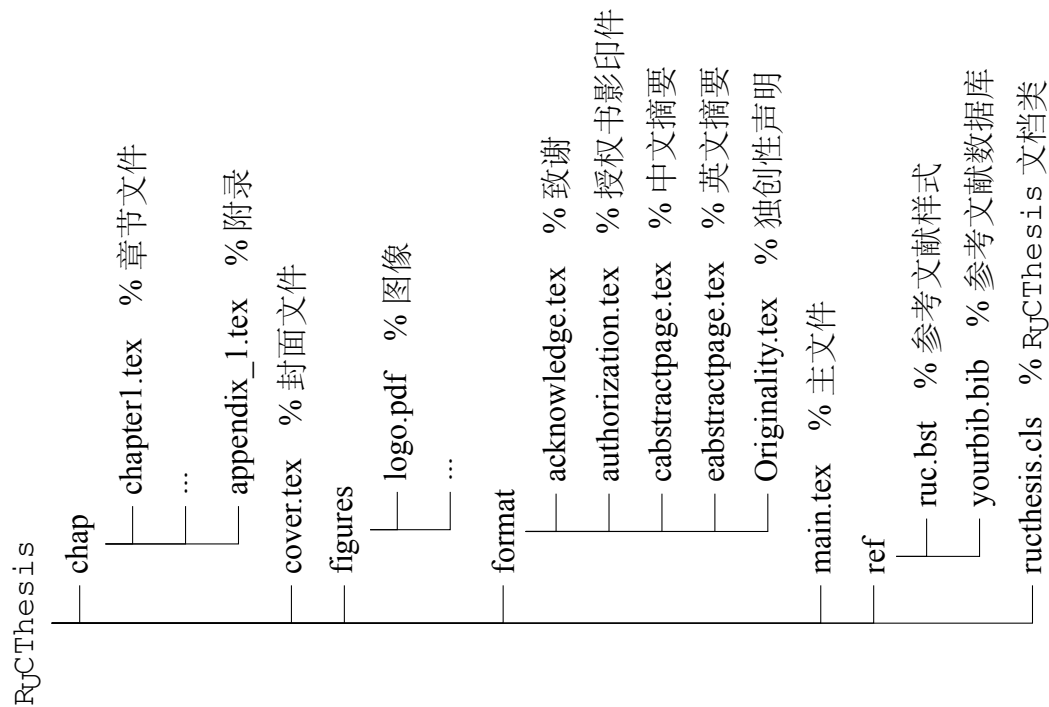 RUCThesis
chap
chapter1.tex % 章节文件
...
appendix_1.tex % 附录
cover.tex % 封面文件
figures
logo.pdf % 图像
...
format
acknowledge.tex % 致谢
authorization.tex % 授权书影印件
cabstractpage.tex % 中文摘要
eabstractpage.tex % 英文摘要
Originality.tex % 独创性声明
main.tex % 主文件
ref
ruc.bst % 参考文献样式
yourbib.bib % 参考文献数据库
ructhesis.cls % RUCThesis 文档类